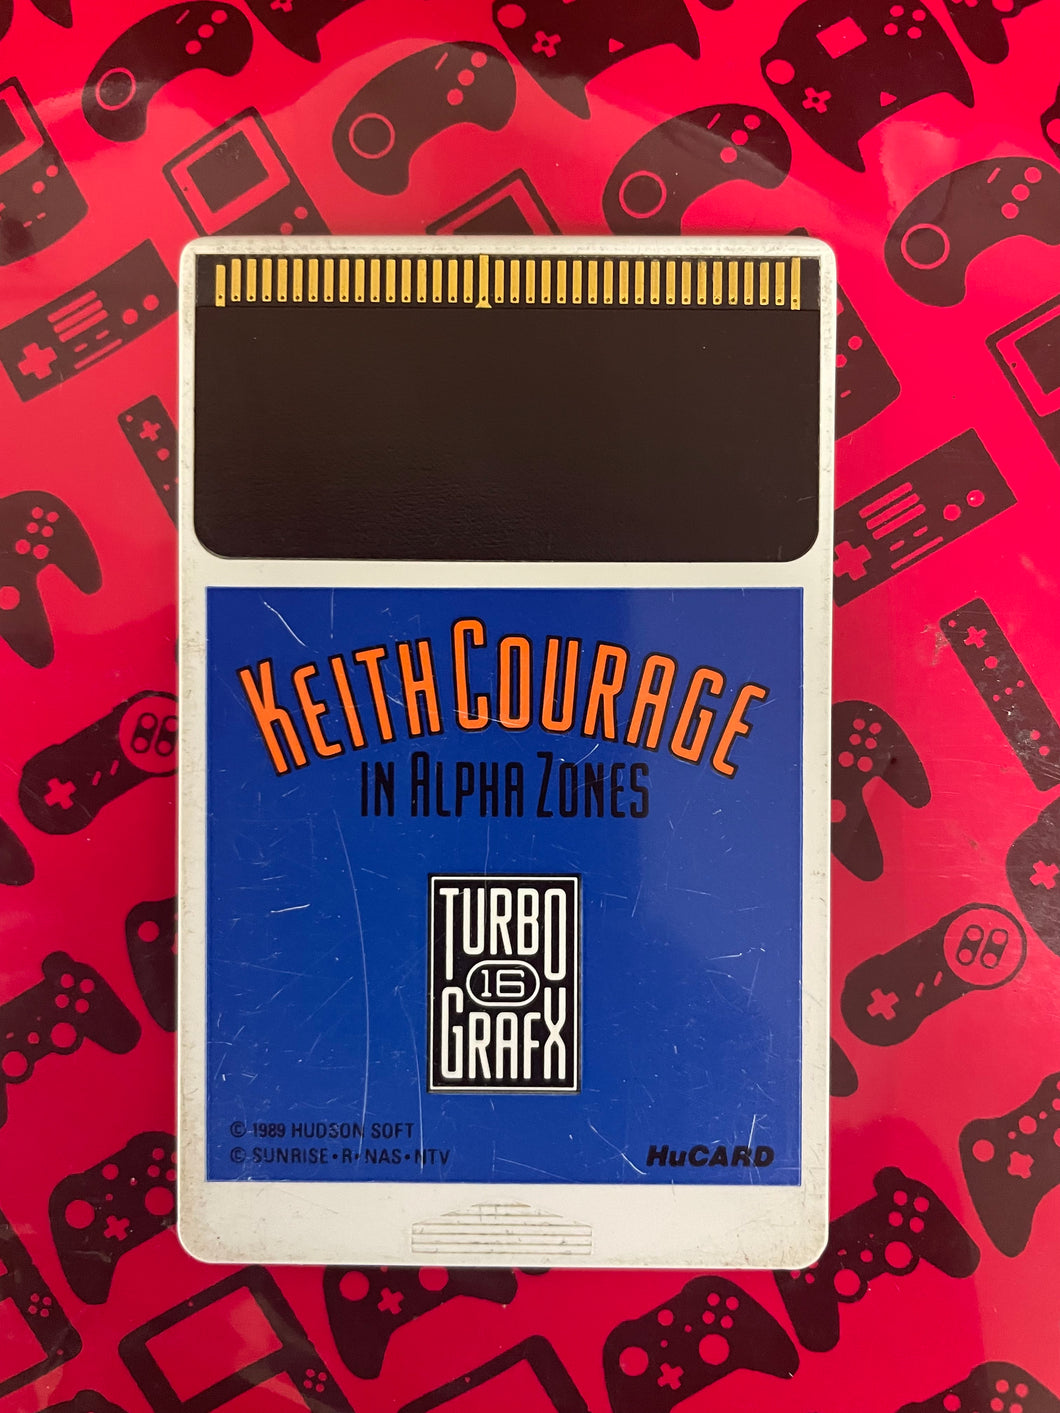 KEITH COURAGE
IN ALPHA ZONES
TURBO
16
GRAFX
© 1989 HUDSON SOFT
© SUNRISE・R・NAS・NTV
HuCARD